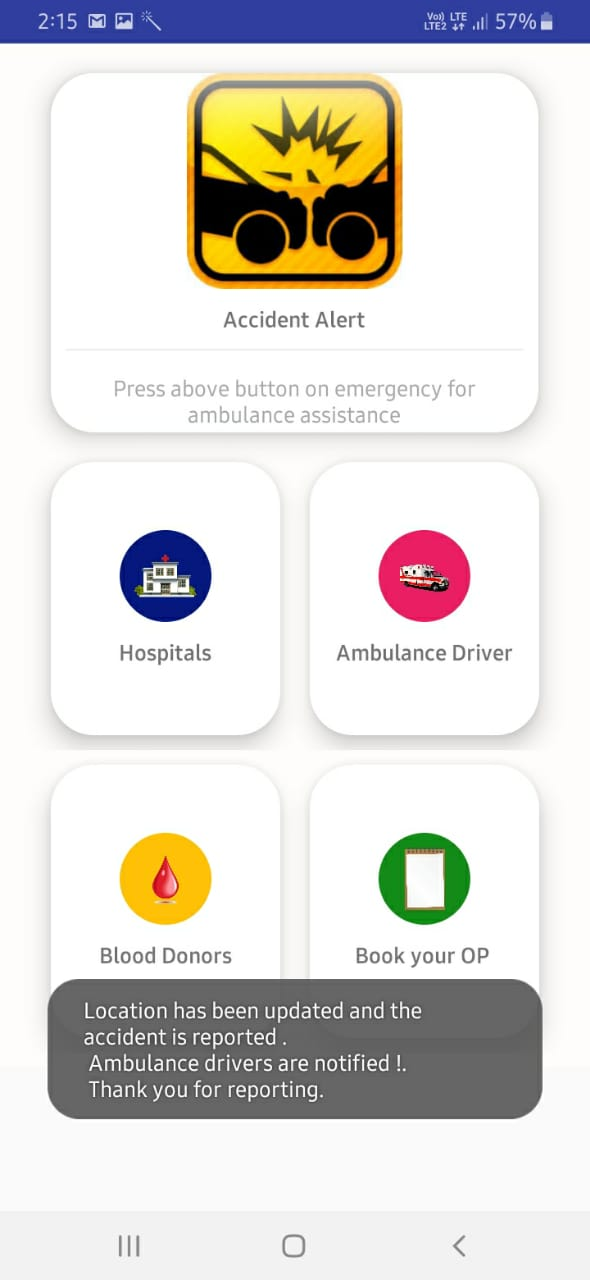 2:15
Vo)) LTE
LTE2
57%
Accident Alert
Press above button on emergency for
ambulance assistance
Hospitals
Ambulance Driver
Blood Donors
Book your OP
Location has been updated and the
accident is reported .
Ambulance drivers are notified !.
Thank you for reporting.